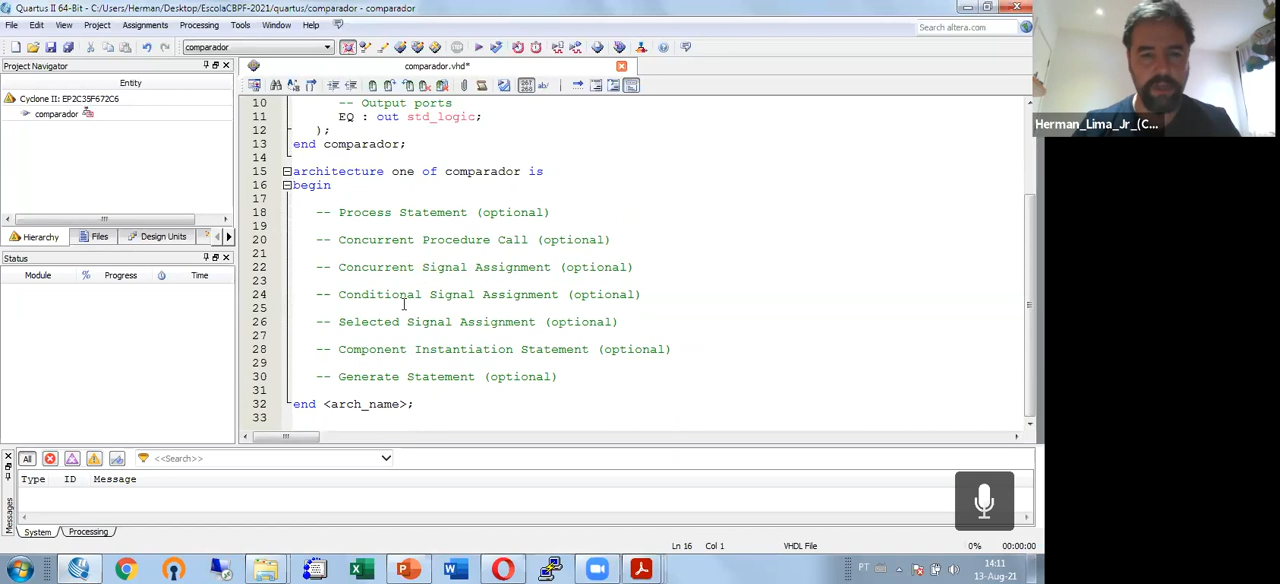 Quartus II 64-Bit - C:/Users/Herman/Desktop/EscolaCBPF-2021/quartus/comparador - comparador
File Edit View Project Assignments Processing Tools Window Help
Search altera.com
comparador
Project Navigator
Entity
Cyclone II: EP2C35F672C6
comparador
Hierarchy Files Design Units
Status
Module % Progress Time
comparador.vhd*
267
268
ab/
10 -- Output ports
11 EQ : out std_logic;
12 );
13 end comparador;
14
15 architecture one of comparador is
16 begin
17
18 -- Process Statement (optional)
19
20 -- Concurrent Procedure Call (optional)
21
22 -- Concurrent Signal Assignment (optional)
23
24 -- Conditional Signal Assignment (optional)
25
26 -- Selected Signal Assignment (optional)
27
28 -- Component Instantiation Statement (optional)
29
30 -- Generate Statement (optional)
31
32 end <arch_name>;
33
Herman_Lima_Jr_(C...
Messages
All <<Search>>
Type ID Message
System Processing
Ln 16 Col 1 VHDL File 0% 00:00:00
PT
14:11
13-Aug-21